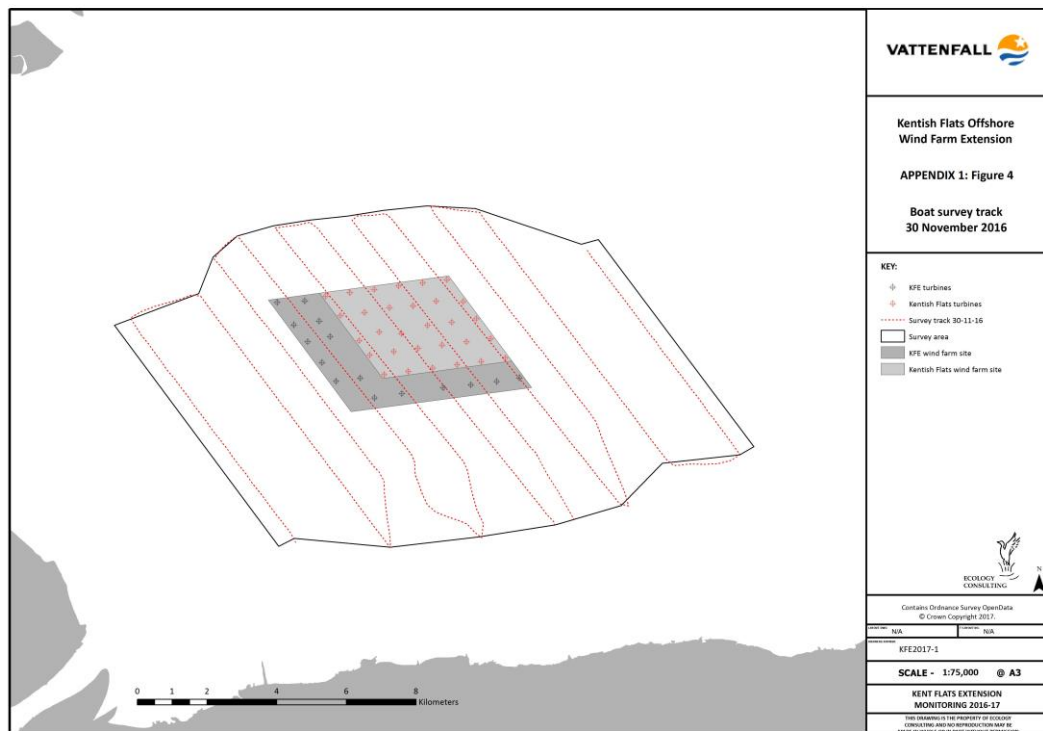 VATTENFALL
Kentish Flats Offshore
Wind Farm Extension
APPENDIX 1: Figure 4
Boat survey track
30 November 2016
KEY:
KFE turbines
Kentish Flats turbines
Survey track 30-11-16
Survey area
KFE wind farm site
Kentish Flats wind farm site
ECOLOGY
CONSULTING
N
Contains Ordnance Survey OpenData
© Crown Copyright 2017.
N/A
N/A
KFE2017-1
SCALE - 1:75,000 @ A3
KENT FLATS EXTENSION
MONITORING 2016-17
THIS DRAWING IS THE PROPERTY OF ECOLOGY
CONSULTING AND NO REPRODUCTION MAY BE
0 1 2 4 6 8
Kilometers